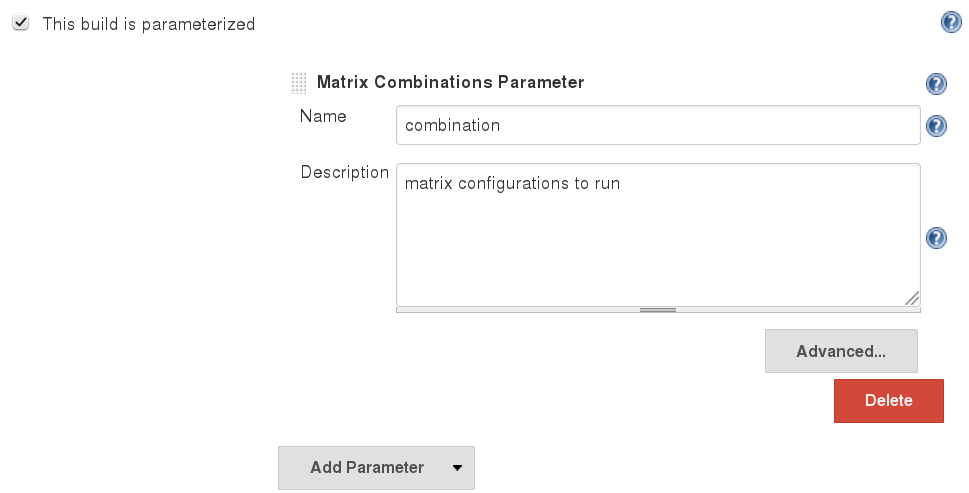 This build is parameterized
Matrix Combinations Parameter
Name
combination
Description
matrix configurations to run
Advanced...
Delete
Add Parameter